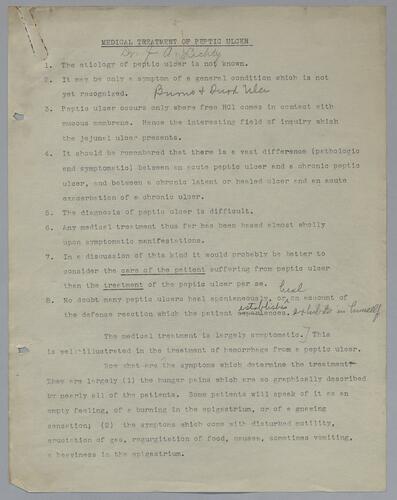 MEDICAL TREATMENT OF PEPTIC ULCER
Dr. F. A.
1. The etiology of peptic ulcer is not known.
2. It may be only a symptom of a general condition which is not
yet recognized. Burns & Duod Ulcer
3. Peptic ulcer occurs only where free HCl comes in contact with
mucous membrane. Hence the interesting field of inquiry which
the jejunal ulcer presents.
4. It should be remembered that there is a vast difference (pathologic
and symptomatic) between an acute peptic ulcer and a chronic peptic
ulcer, and between a chronic latent or healed ulcer and an acute
exacerbation of a chronic ulcer.
5. The diagnosis of peptic ulcer is difficult.
6. Any medical treatment thus far has been based almost wholly
upon symptomatic manifestations.
7. In a discussion of this kind it would probably be better to
consider the care of the patient suffering from peptic ulcer
than the treatment of the peptic ulcer per se.
heal
8. No doubt many peptic ulcers heal spontaneously, on account of
establishes
the defense reaction which the patient experiences. exhibits in himself
The medical treatment is largely symptomatic. This
is well illustrated in the treatment of hemorrhage from a peptic ulcer.
Now what are the symptoms which determine the treatment
They are largely (1) the hunger pains which are so graphically described
by nearly all of the patients. Some patients will speak of it as an
empty feeling, of a burning in the epigastrium, or of a gnawing
sensation; (2) the symptoms which come with disturbed motility,
eructation of gas, regurgitation of food, nausea, sometimes vomiting,
a heaviness in the epigastrium.